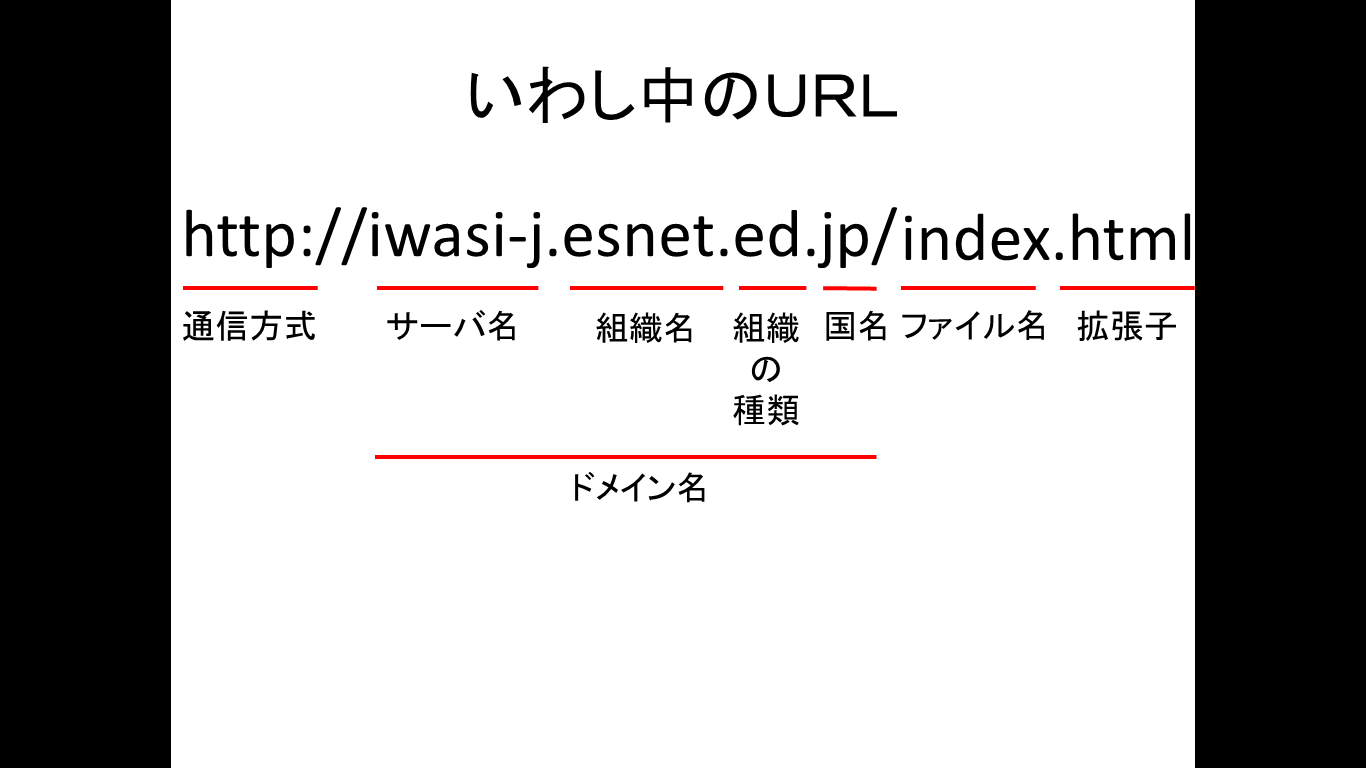 いわし中のURL
http://iwasi-j.esnet.ed.jp/index.html
通信方式 サーバ名 組織名 組織 国名 ファイル名 拡張子
の
種類
ドメイン名